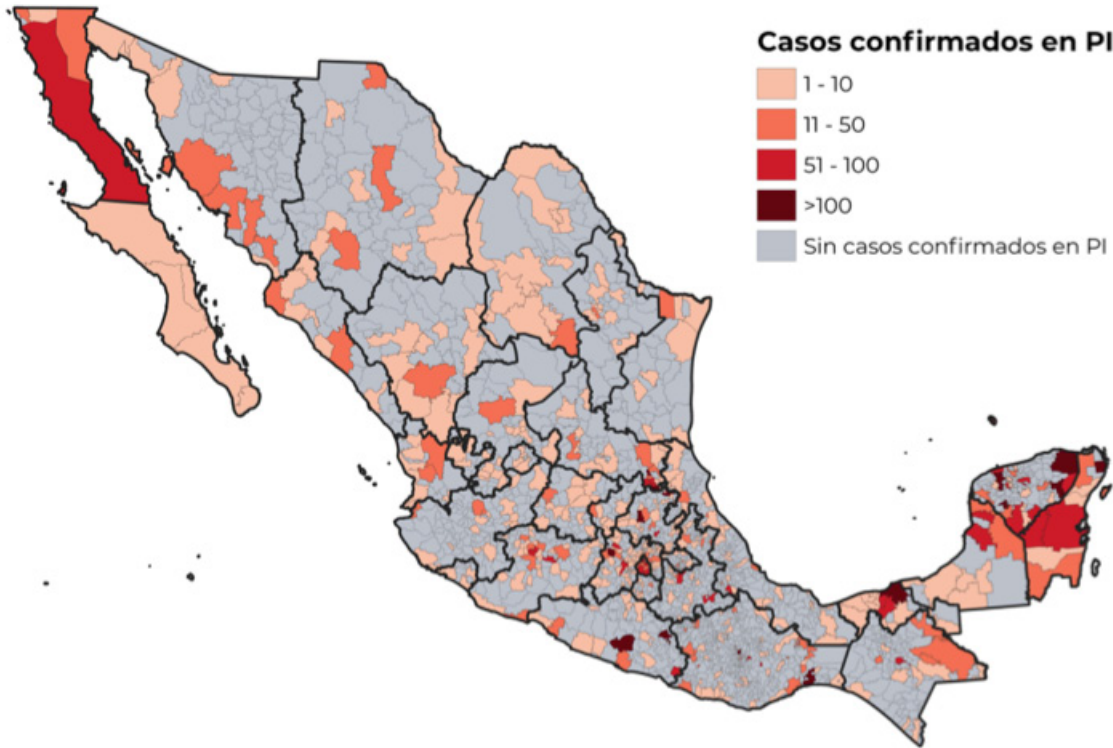 Casos confirmados en PI
1 - 10
11 - 50
51 - 100
>100
Sin casos confirmados en PI